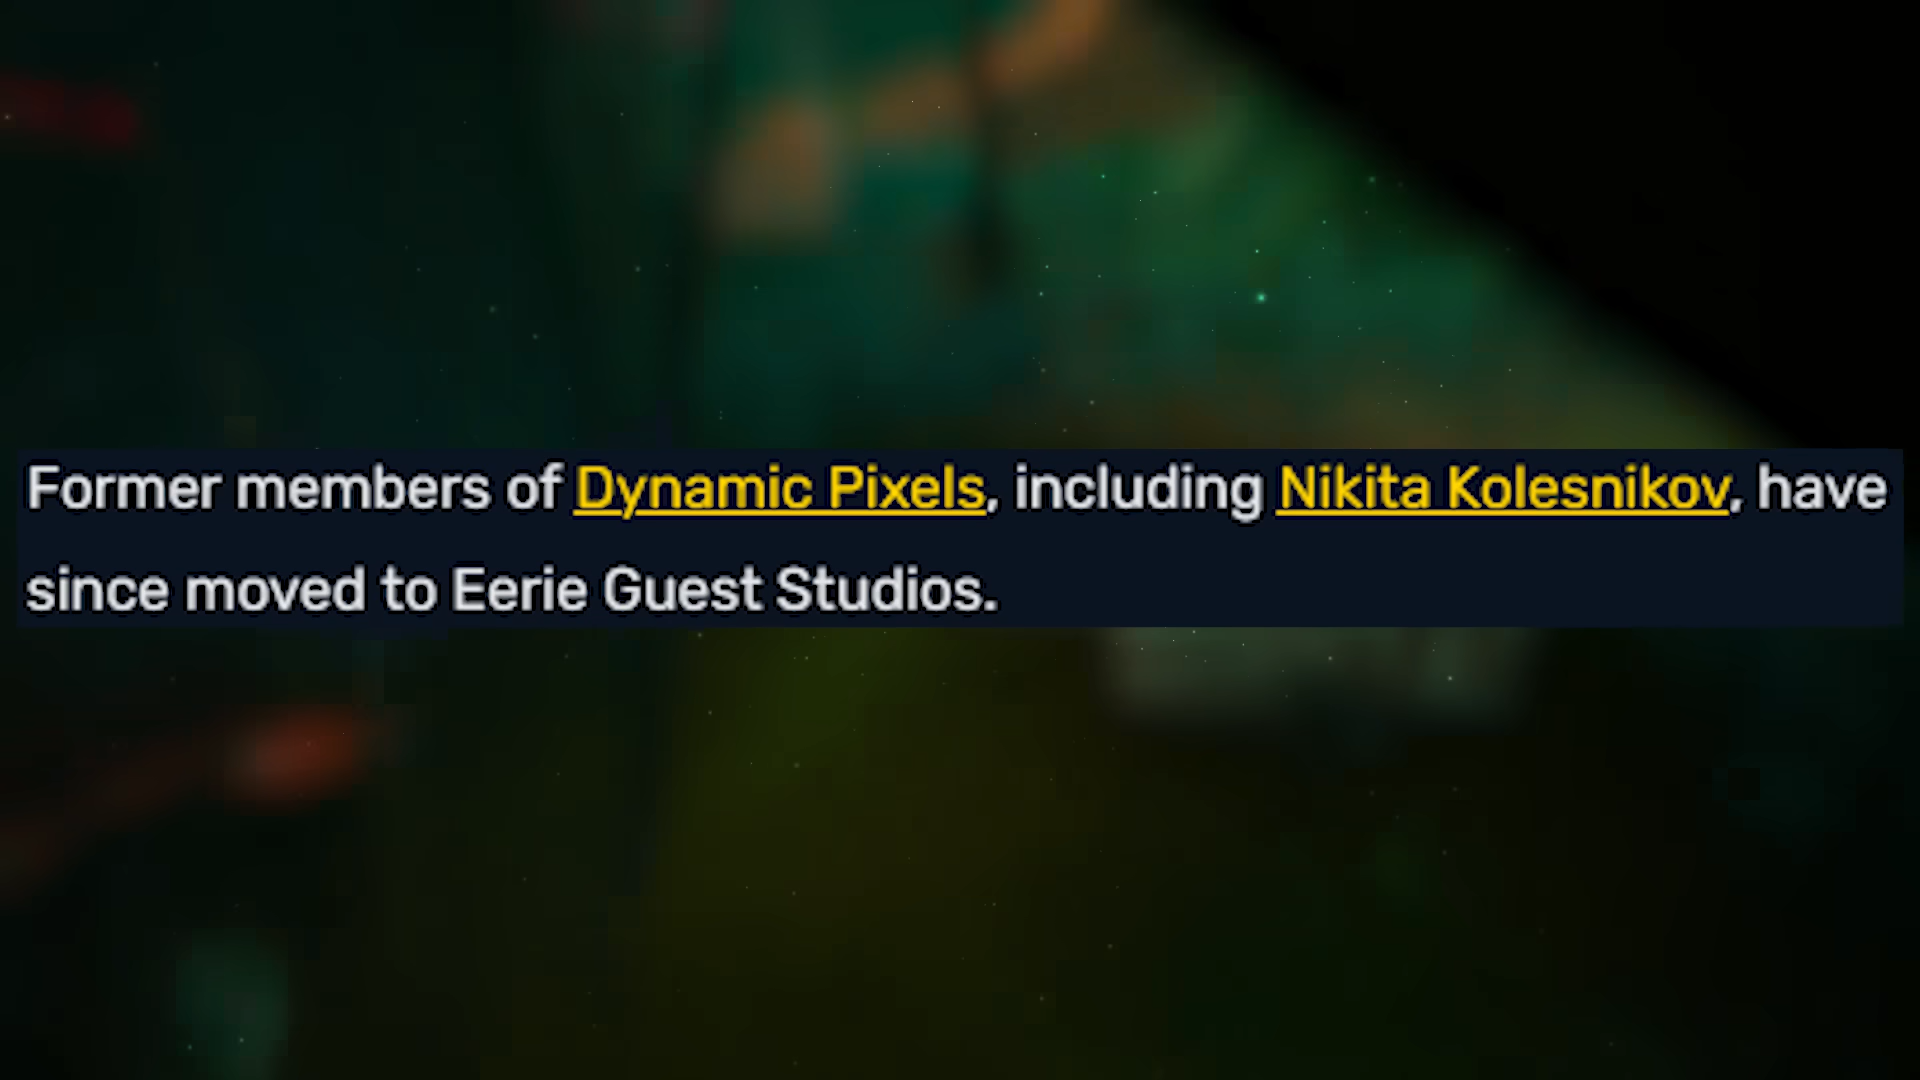 Former members of Dynamic Pixels, including Nikita Kolesnikov, have
since moved to Eerie Guest Studios.